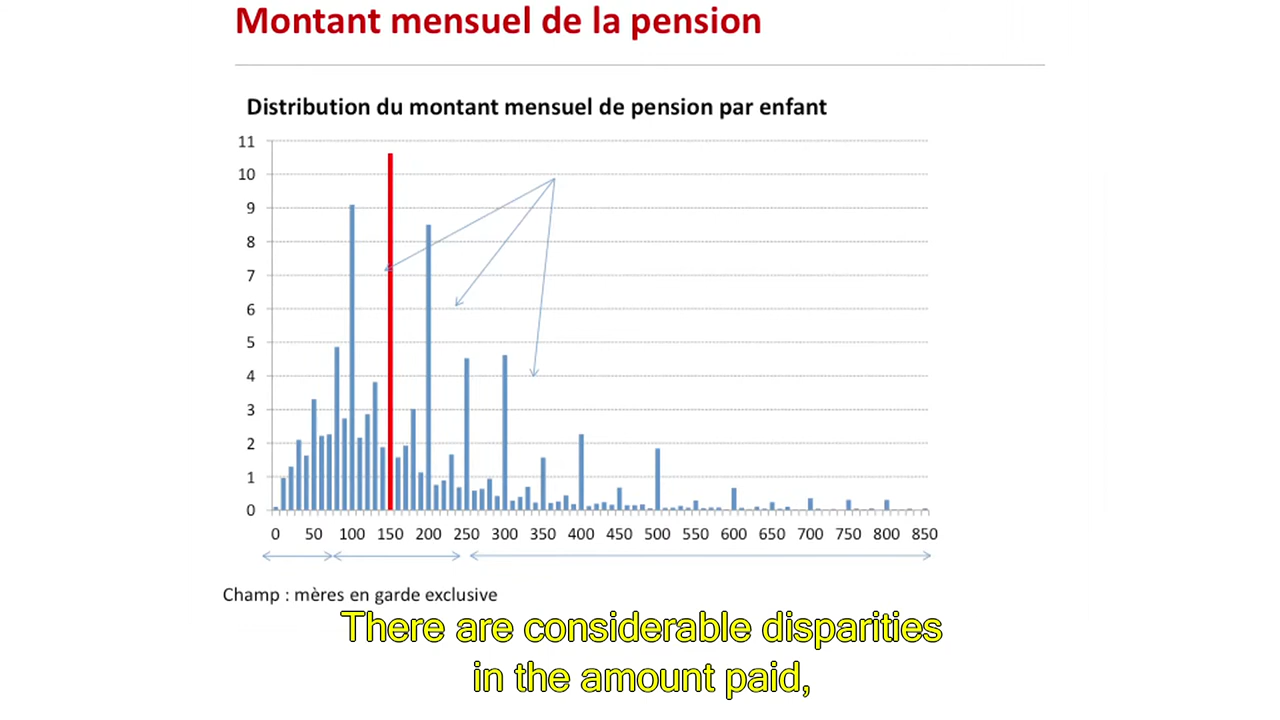 Montant mensuel de la pension
Distribution du montant mensuel de pension par enfant
11
10
9
8
7
6
5
4
3
2
1
0
0 50 100 150 200 250 300 350 400 450 500 550 600 650 700 750 800 850
Champ : mères en garde exclusive
There are considerable disparities
in the amount paid,